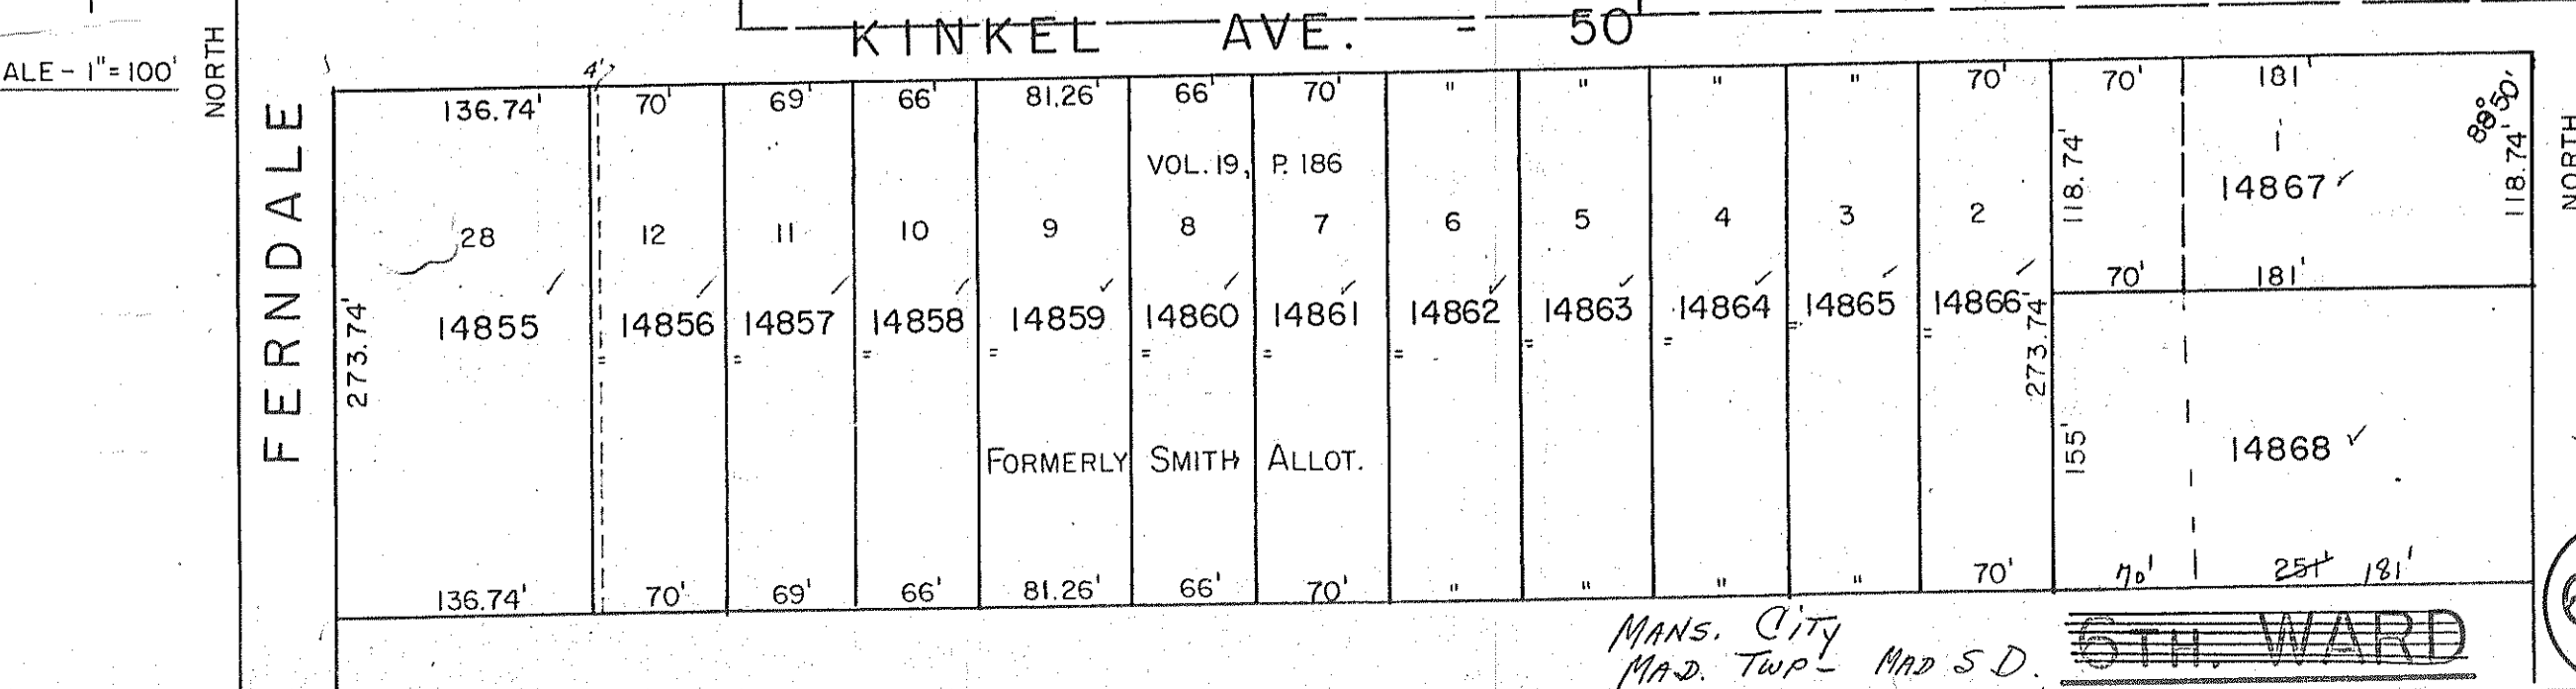 KINKEL AVE. - 50'
ALE - 1"=100'
NORTH
FERNDALE
4'
136.74' 70' 69' 66' 81.26' 66' 70' " " " " 70' 70' 181'
88°50'
VOL. 19, P. 186
118.74' 118.74'
NORTH
28 12 11 10 9 8 7 6 5 4 3 2 1
14867
70' 181'
273.74'
14855 14856 14857 14858 14859 14860 14861 14862 14863 14864 14865 14866
= = = = = = = = = = =
273.74'
FORMERLY SMITH ALLOT.
155'
14868
136.74' 70' 69' 66' 81.26' 66' 70' " " " " 70' 70' 251' 181'
MANS. CITY
MAD. TWP- MAD S D.
6TH. WARD